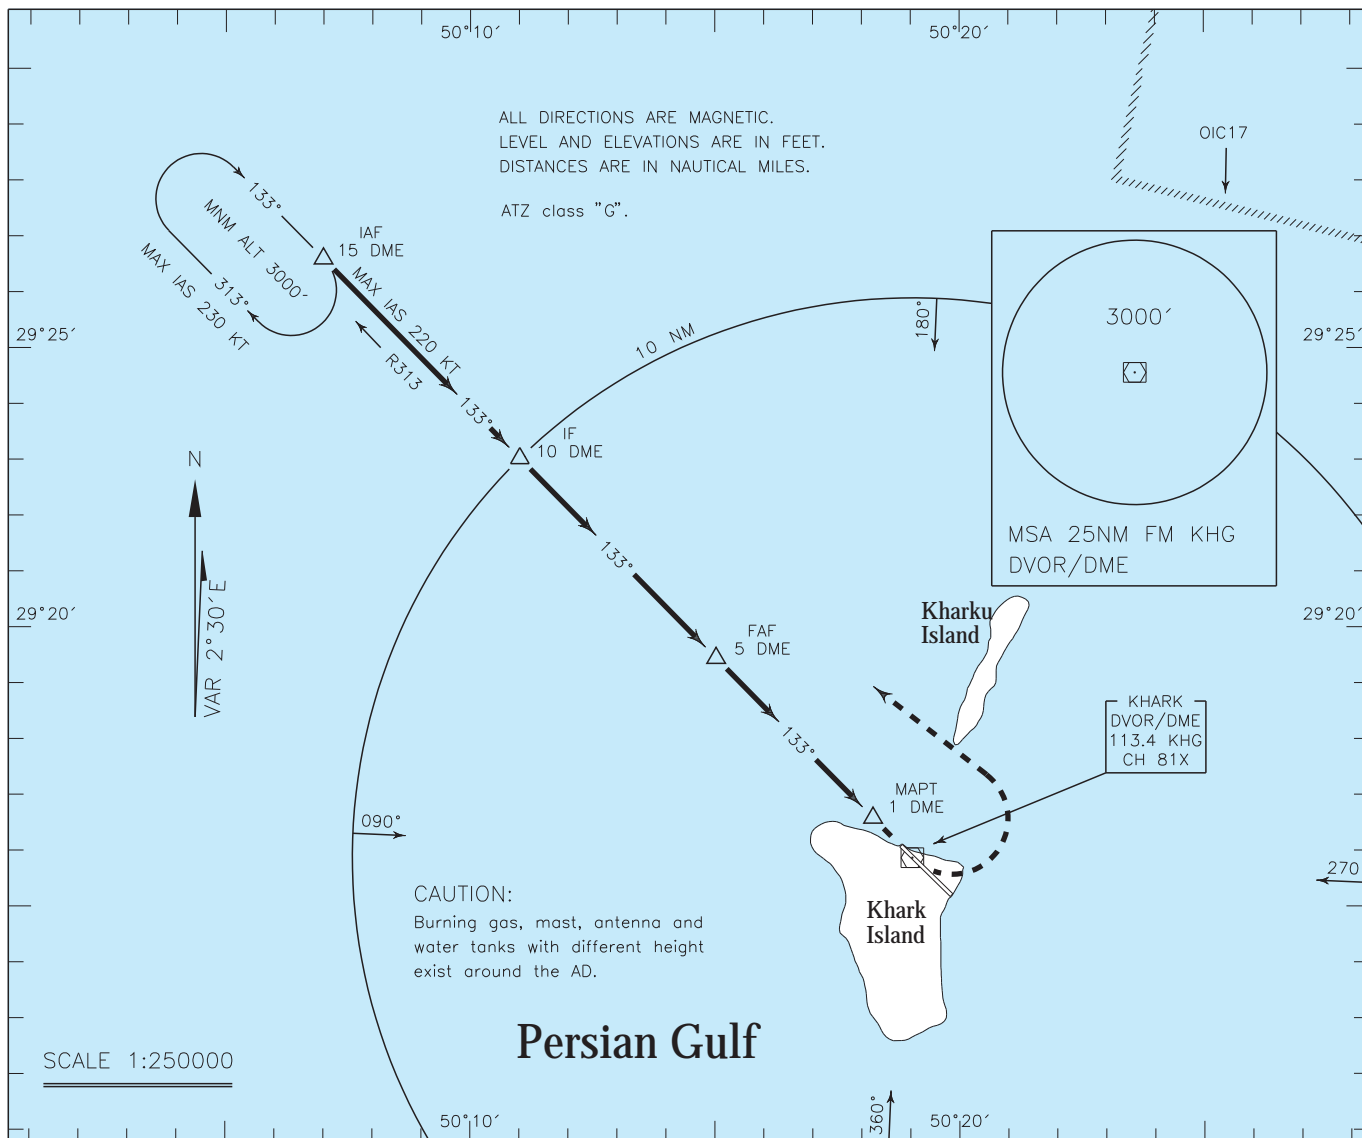 50°10′
50°20′
ALL DIRECTIONS ARE MAGNETIC.
LEVEL AND ELEVATIONS ARE IN FEET.
DISTANCES ARE IN NAUTICAL MILES.
ATZ class "G".
OIC17
133°
MNM ALT 3000′
313°
MAX IAS 230 KT
IAF
15 DME
MAX IAS 220 KT
R313
133°
29°25′
10 NM
180°
3000′
29°25′
IF
10 DME
N
VAR 2°30′E
MSA 25NM FM KHG
DVOR/DME
133°
29°20′
Kharku
Island
29°20′
FAF
5 DME
133°
KHARK
DVOR/DME
113.4 KHG
CH 81X
MAPT
1 DME
090°
270
CAUTION:
Burning gas, mast, antenna and
water tanks with different height
exist around the AD.
Khark
Island
Persian Gulf
SCALE 1:250000
50°10′
360°
50°20′